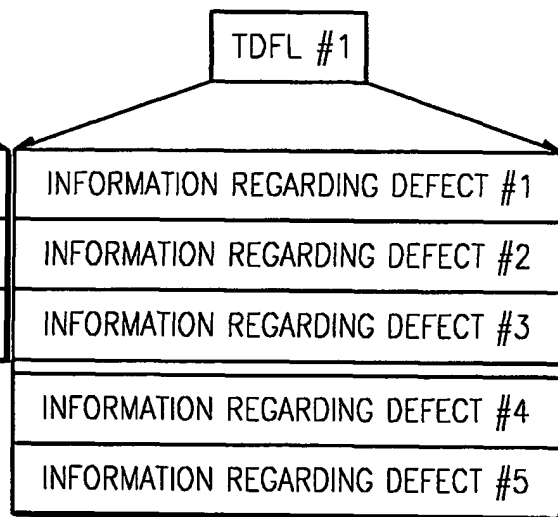 TDFL #1
INFORMATION REGARDING DEFECT #1
INFORMATION REGARDING DEFECT #2
INFORMATION REGARDING DEFECT #3
INFORMATION REGARDING DEFECT #4
INFORMATION REGARDING DEFECT #5